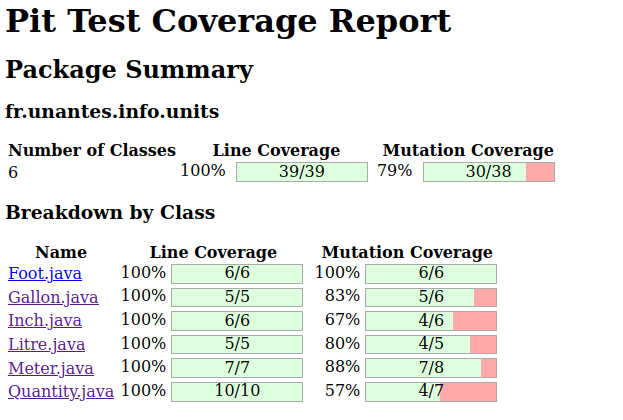 Pit Test Coverage Report
Package Summary
fr.unantes.info.units
Number of Classes Line Coverage Mutation Coverage
6 100% 39/39 79% 30/38
Breakdown by Class
Name Line Coverage Mutation Coverage
Foot.java 100% 6/6 100% 6/6
Gallon.java 100% 5/5 83% 5/6
Inch.java 100% 6/6 67% 4/6
Litre.java 100% 5/5 80% 4/5
Meter.java 100% 7/7 88% 7/8
Quantity.java 100% 10/10 57% 4/7